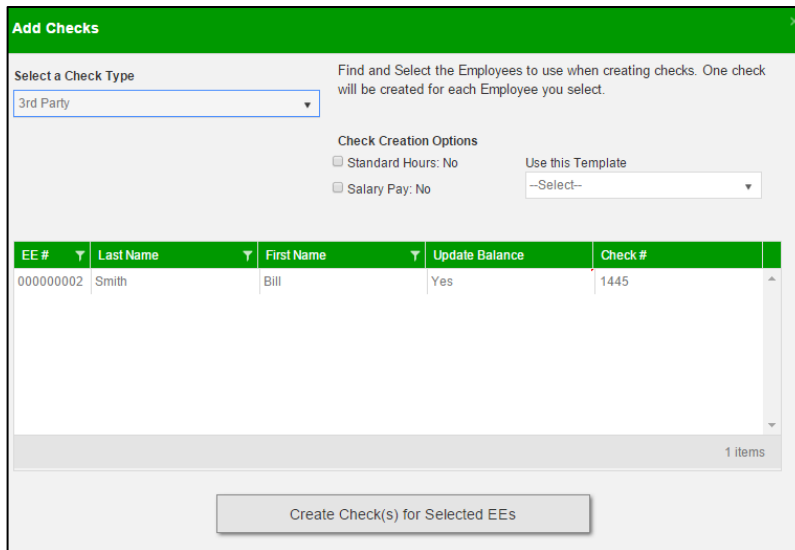 Add Checks
Select a Check Type
3rd Party
Find and Select the Employees to use when creating checks. One check
will be created for each Employee you select.
Check Creation Options
Standard Hours: No
Use this Template
Salary Pay: No
--Select--
EE # Last Name First Name Update Balance Check #
000000002 Smith Bill Yes 1445
1 items
Create Check(s) for Selected EEs